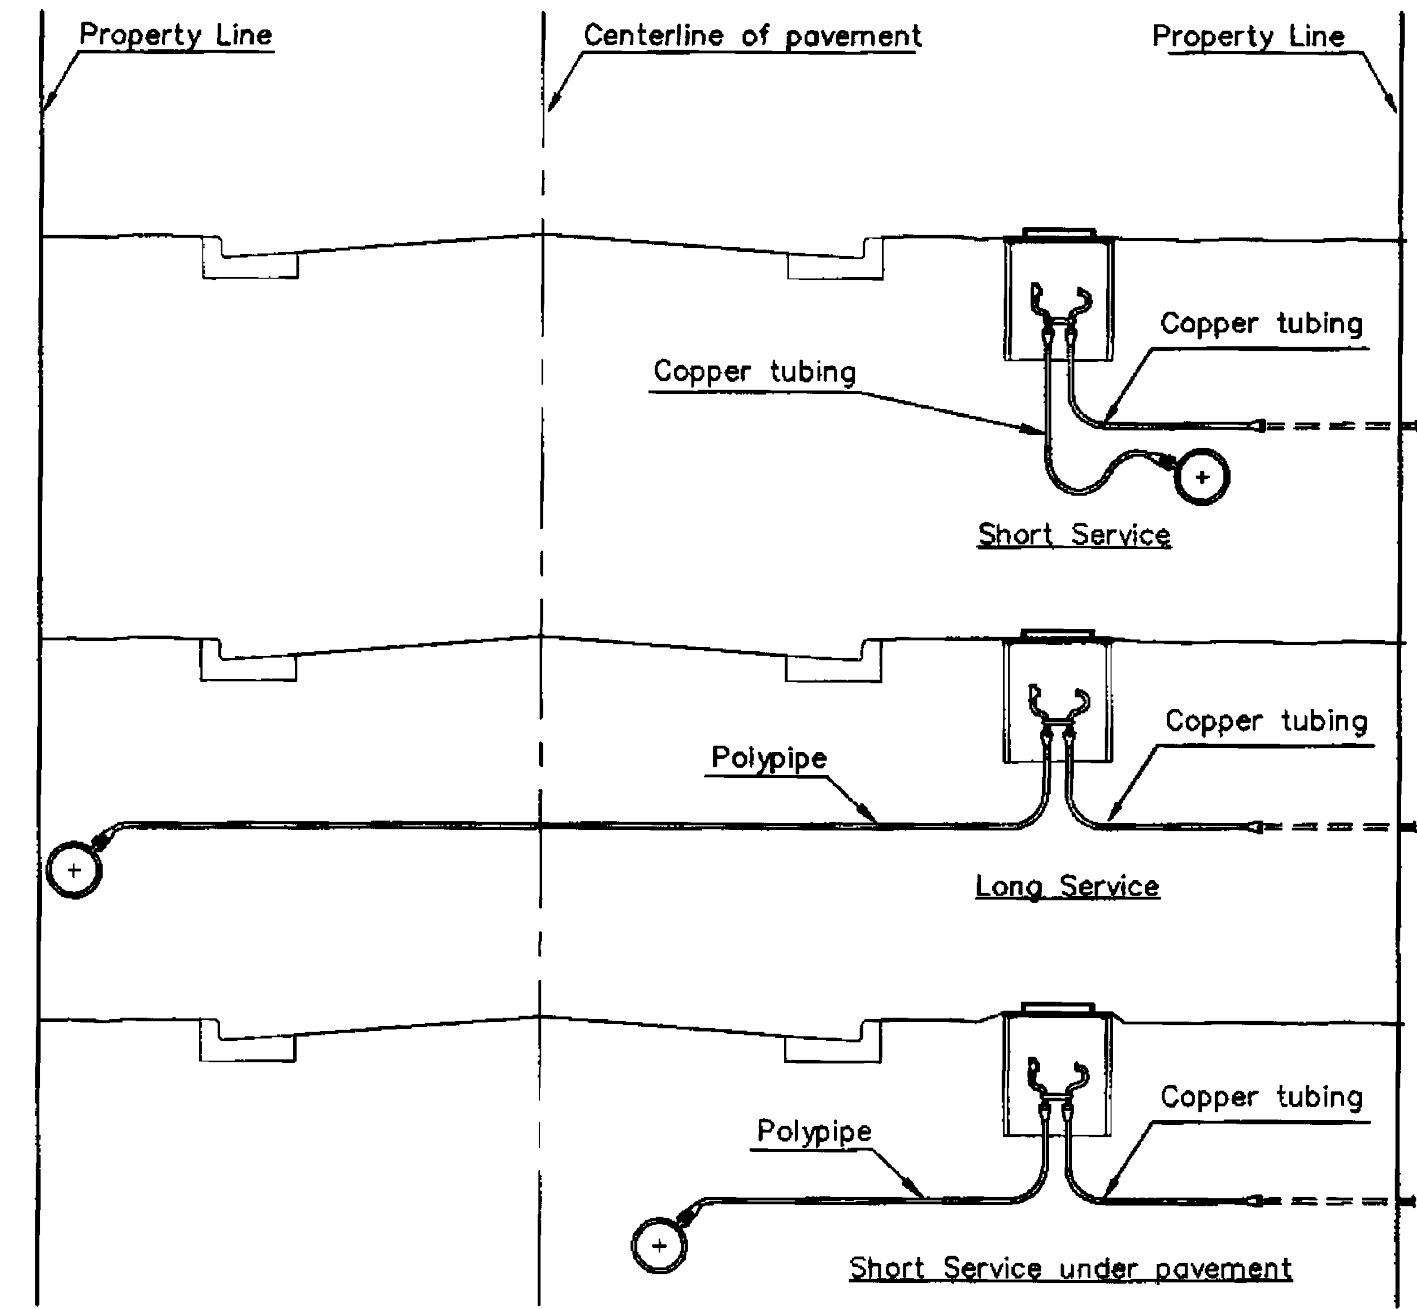 Property Line
Centerline of pavement
Property Line
Copper tubing
Copper tubing
Short Service
Copper tubing
Polypipe
Long Service
Copper tubing
Polypipe
Short Service under pavement